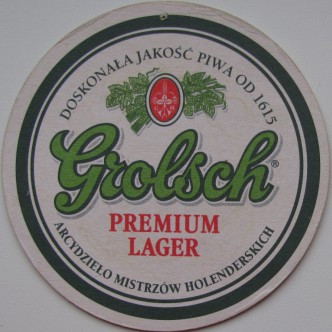 DOSKONAŁA JAKOŚĆ PIWA OD 1615
Grolsch®
PREMIUM
LAGER
ARCYDZIEŁO MISTRZÓW HOLENDERSKICH